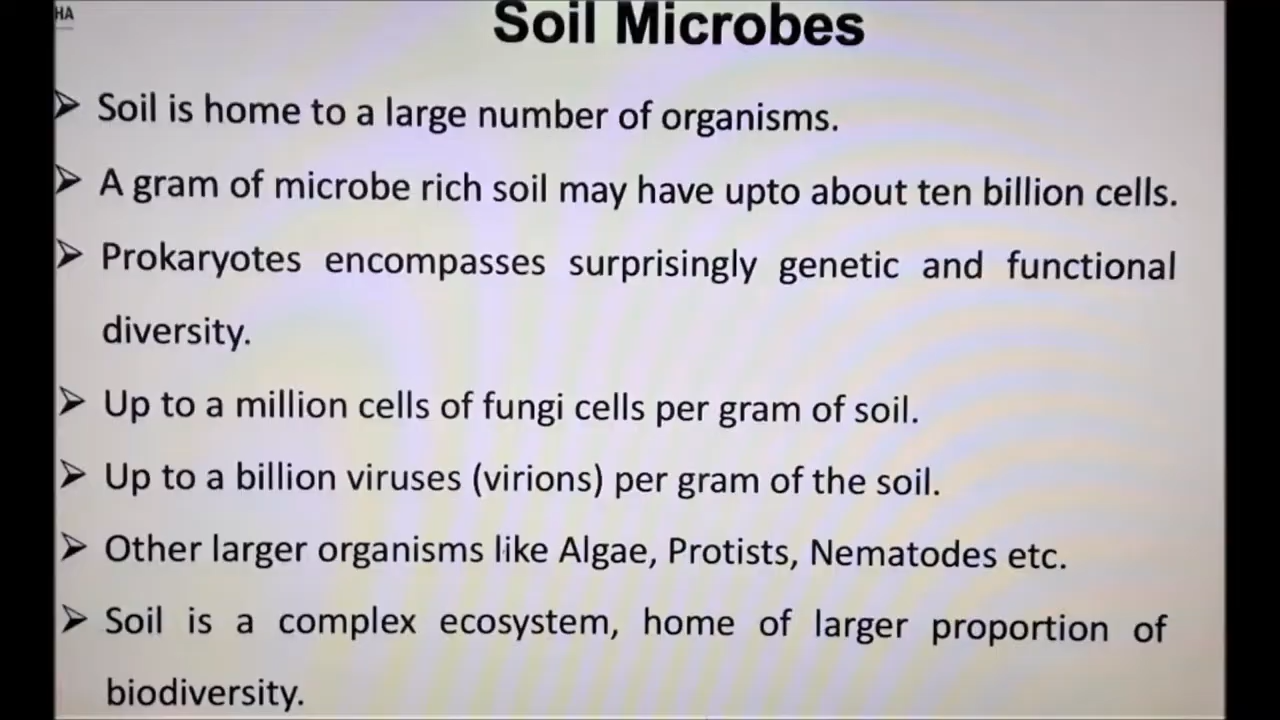 HA
Soil Microbes
➢ Soil is home to a large number of organisms.
➢ A gram of microbe rich soil may have upto about ten billion cells.
➢ Prokaryotes encompasses surprisingly genetic and functional
diversity.
➢ Up to a million cells of fungi cells per gram of soil.
➢ Up to a billion viruses (virions) per gram of the soil.
➢ Other larger organisms like Algae, Protists, Nematodes etc.
➢ Soil is a complex ecosystem, home of larger proportion of
biodiversity.